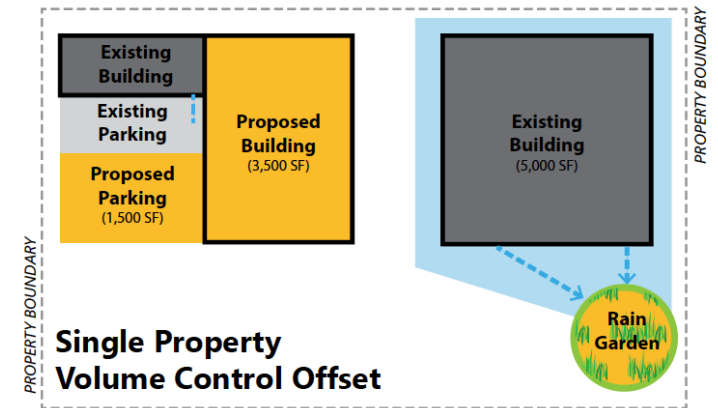 Existing
Building
Existing
Parking
Proposed
Parking
(1,500 SF)
Proposed
Building
(3,500 SF)
Existing
Building
(5,000 SF)
PROPERTY BOUNDARY
PROPERTY BOUNDARY
Rain
Garden
Single Property
Volume Control Offset